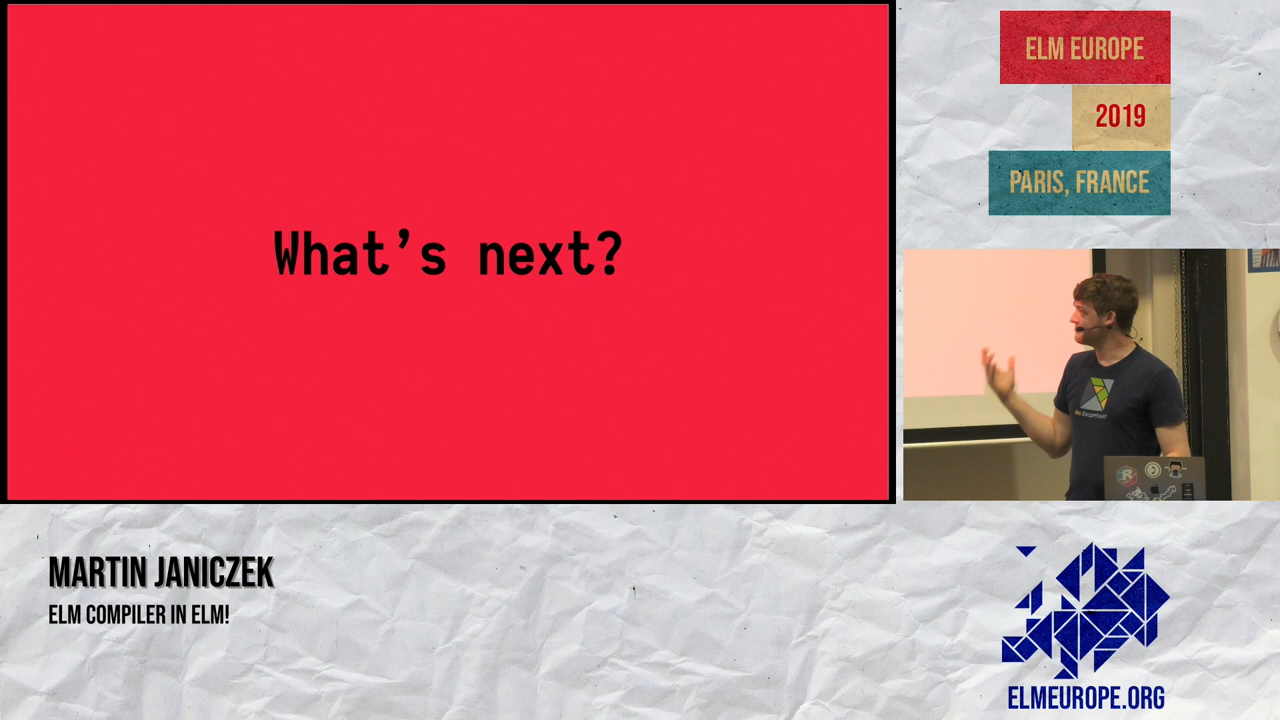 What's next?
ELM EUROPE
2019
PARIS, FRANCE
MARTIN JANICZEK
ELM COMPILER IN ELM!
ELMEUROPE.ORG